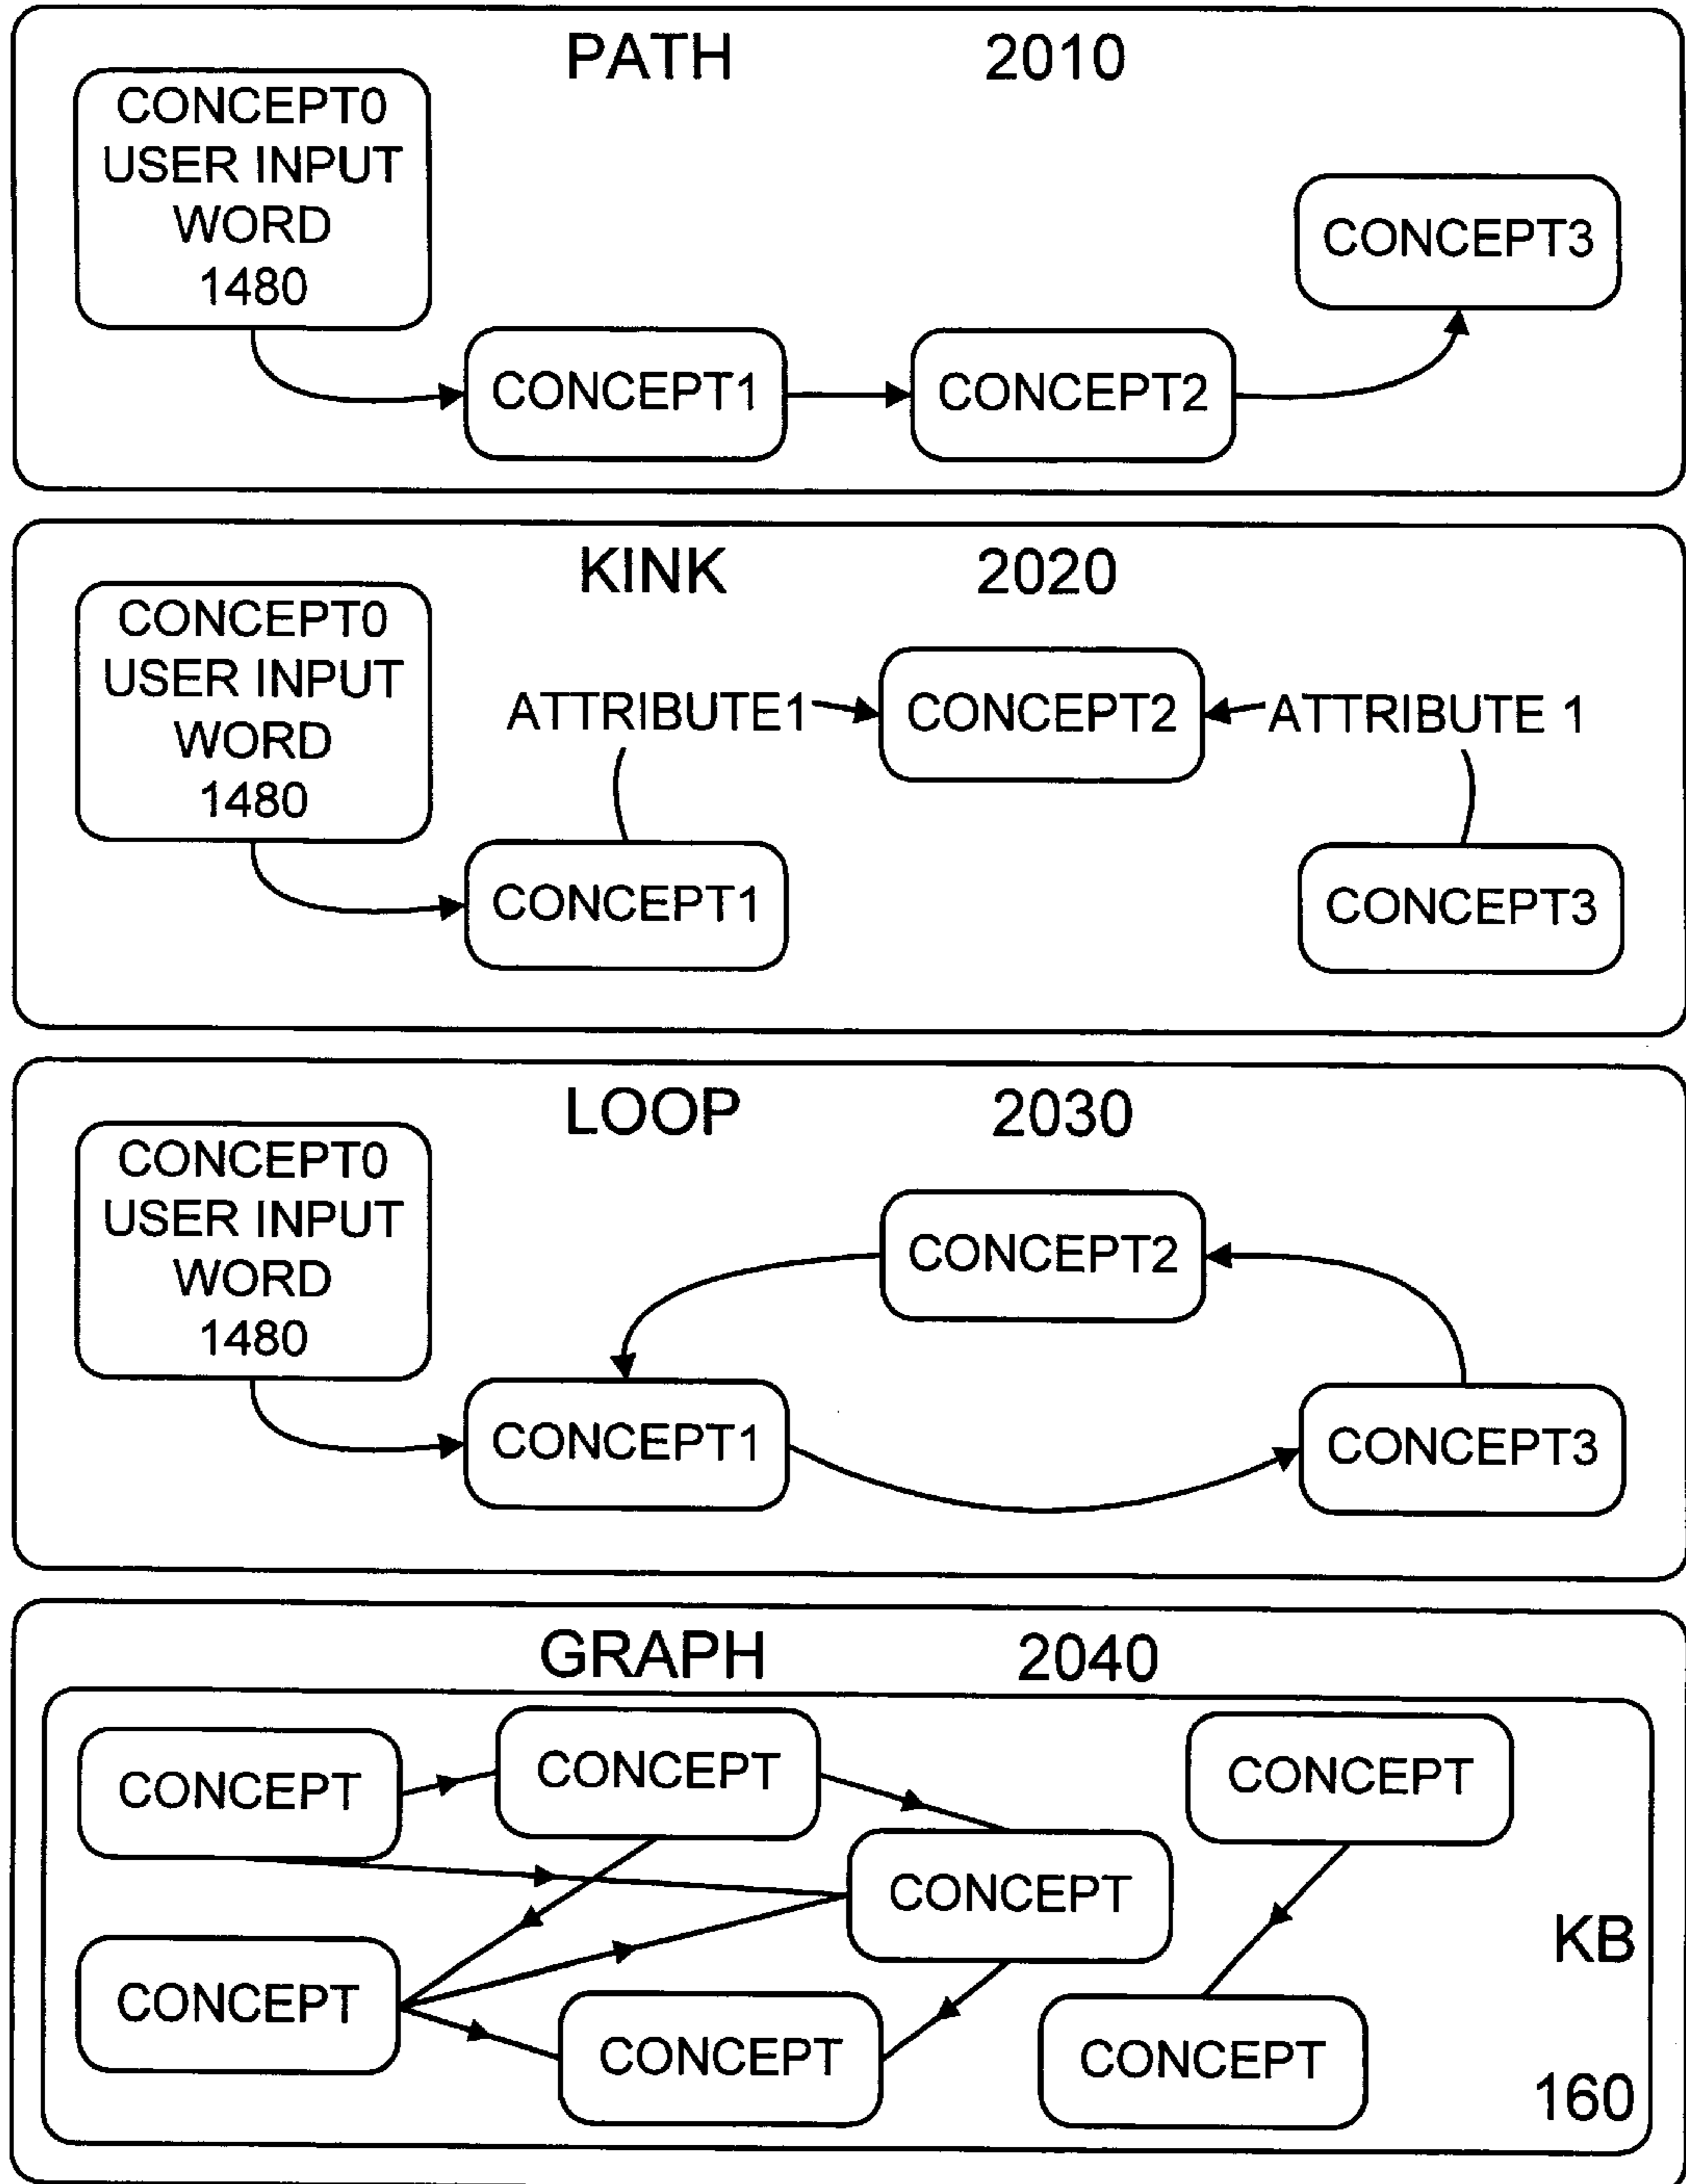 PATH 2010
CONCEPT0
USER INPUT
WORD
1480
CONCEPT3
CONCEPT1
CONCEPT2
KINK 2020
CONCEPT0
USER INPUT
WORD
1480
ATTRIBUTE1
CONCEPT2
ATTRIBUTE 1
CONCEPT1
CONCEPT3
LOOP 2030
CONCEPT0
USER INPUT
WORD
1480
CONCEPT2
CONCEPT1
CONCEPT3
GRAPH 2040
CONCEPT
CONCEPT
CONCEPT
CONCEPT
KB
CONCEPT
CONCEPT
CONCEPT
160